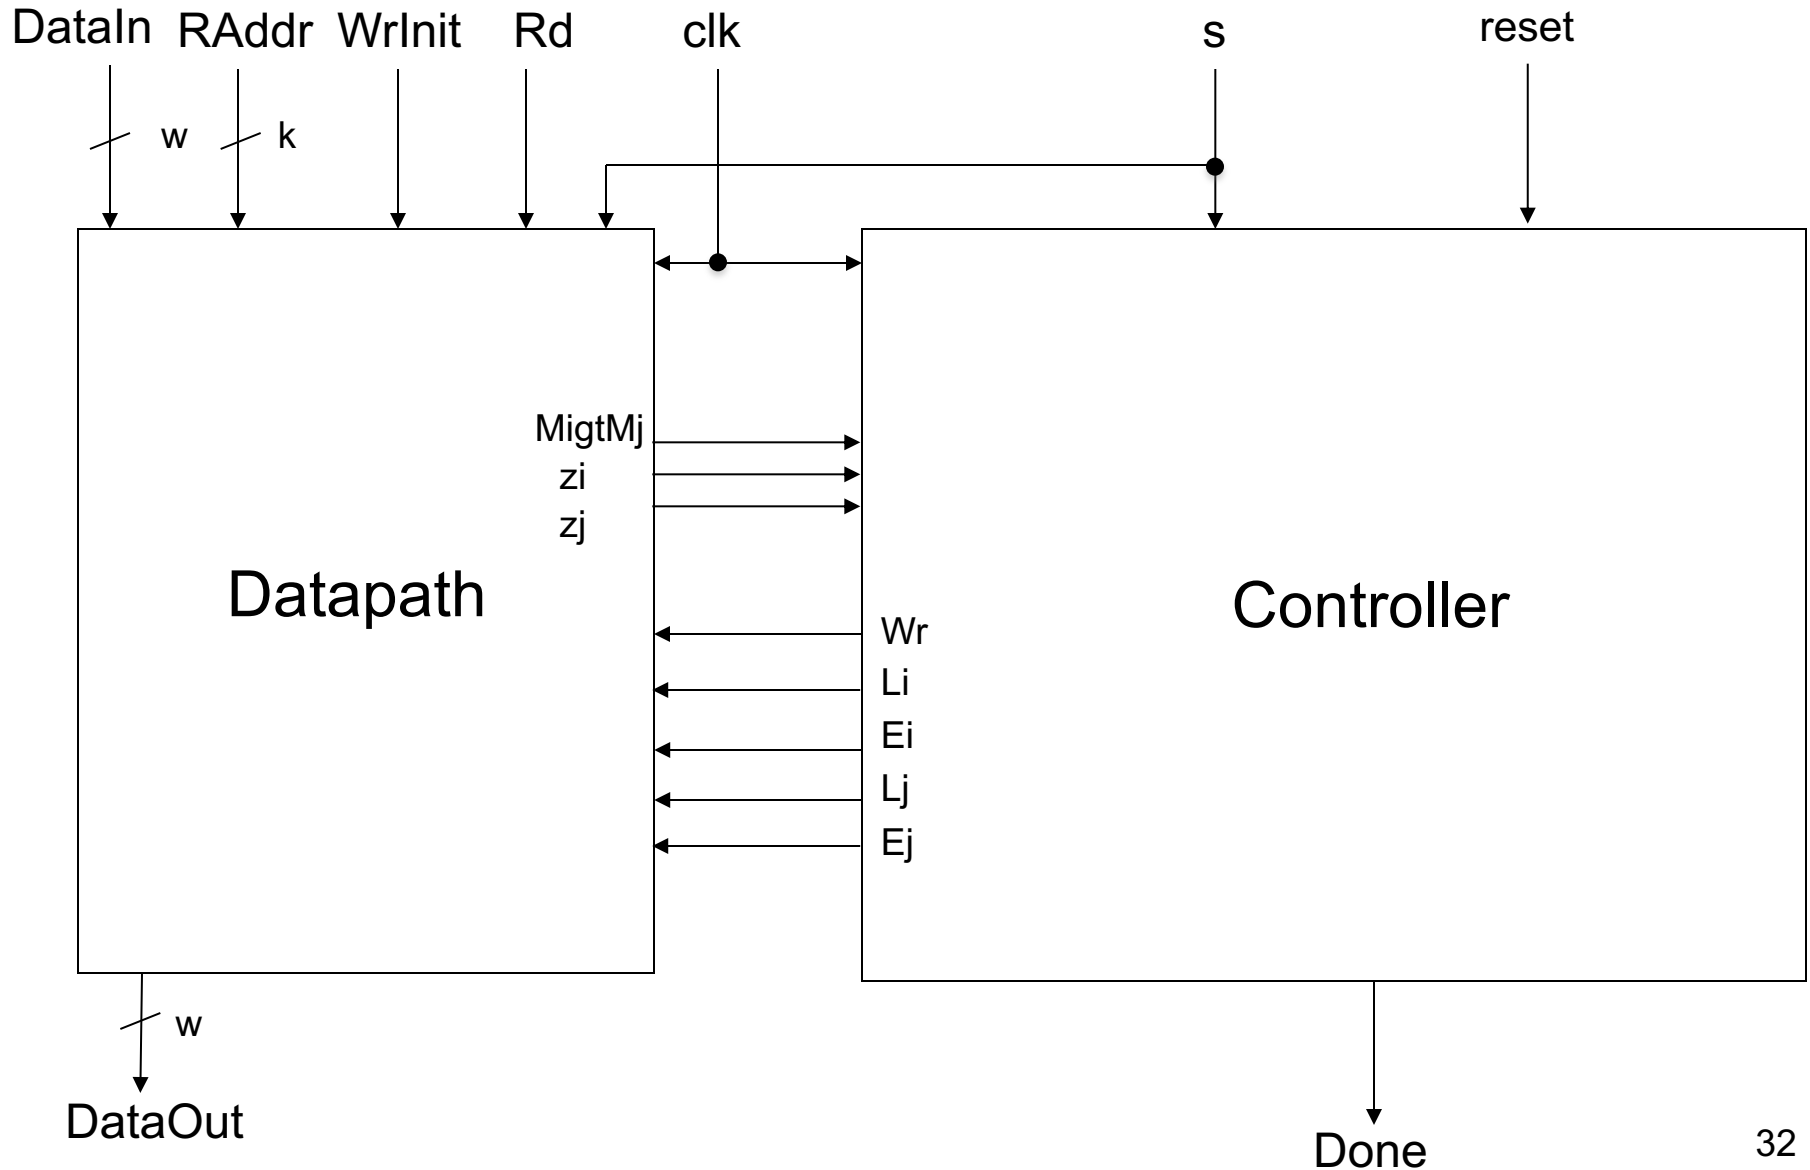 DataIn RAddr WrInit Rd clk s reset
w k
MigtMj
zi
zj
Datapath
Controller
Wr
Li
Ei
Lj
Ej
w
DataOut
Done
32